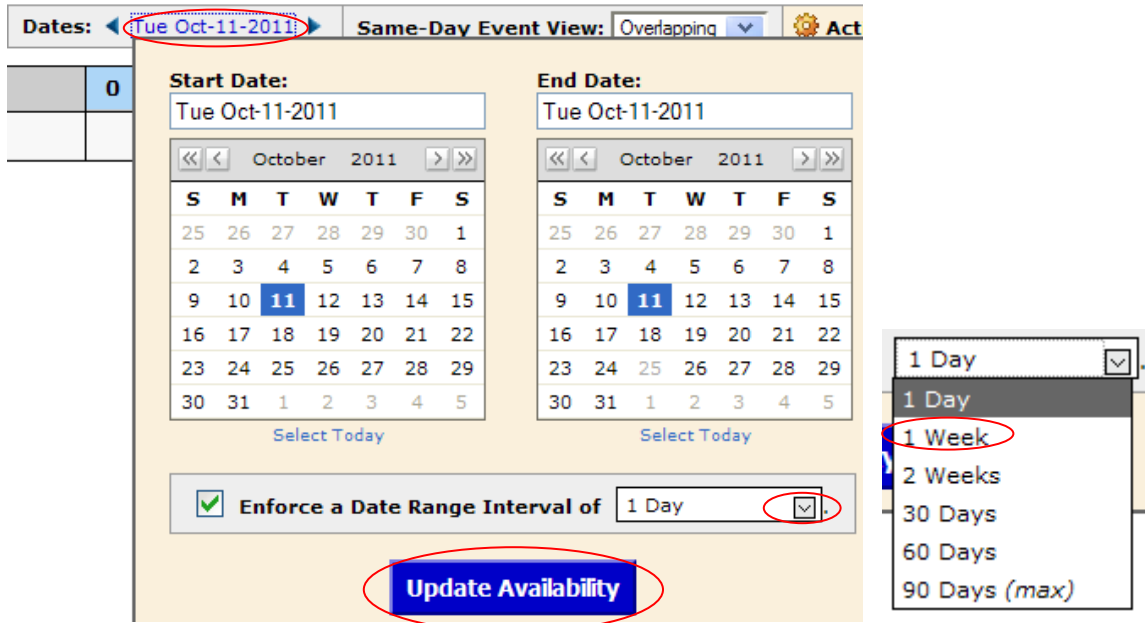 Dates: Tue Oct-11-2011 Same-Day Event View: Overlapping Act
0
Start Date: End Date:
Tue Oct-11-2011 Tue Oct-11-2011
October 2011 October 2011
S M T W T F S S M T W T F S
25 26 27 28 29 30 1 25 26 27 28 29 30 1
2 3 4 5 6 7 8 2 3 4 5 6 7 8
9 10 11 12 13 14 15 9 10 11 12 13 14 15
16 17 18 19 20 21 22 16 17 18 19 20 21 22
23 24 25 26 27 28 29 23 24 25 26 27 28 29
30 31 1 2 3 4 5 30 31 1 2 3 4 5
Select Today Select Today
Enforce a Date Range Interval of 1 Day .
Update Availability
1 Day .
1 Day
1 Week
2 Weeks
30 Days
60 Days
90 Days (max)